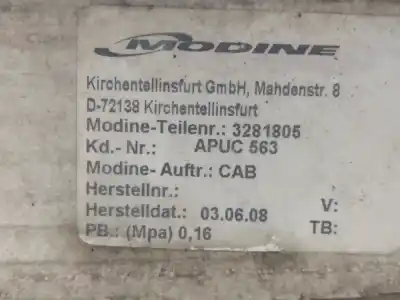 MODINE
Kirchentellinsfurt GmbH, Mahdenstr. 8
D-72138 Kirchentellinsfurt
Modine-Teilenr.: 3281805
Kd.- Nr.: APUC 563
Modine- Auftr.: CAB
Herstellnr.: V:
Herstelldat.: 03.06.08 TB:
PB.: (Mpa) 0,16